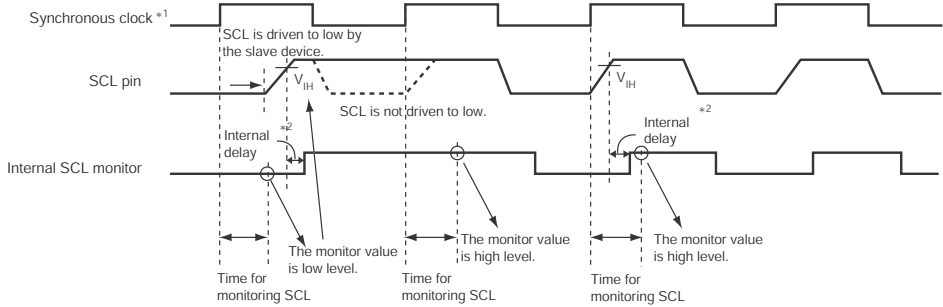 Synchronous clock *1
SCL is driven to low by
the slave device.
SCL pin
VIH
VIH
SCL is not driven to low.
*2
*2
Internal
delay
Internal
delay
Internal SCL monitor
The monitor value
is low level.
The monitor value
is high level.
The monitor value
is high level.
Time for
monitoring SCL
Time for
monitoring SCL
Time for
monitoring SCL